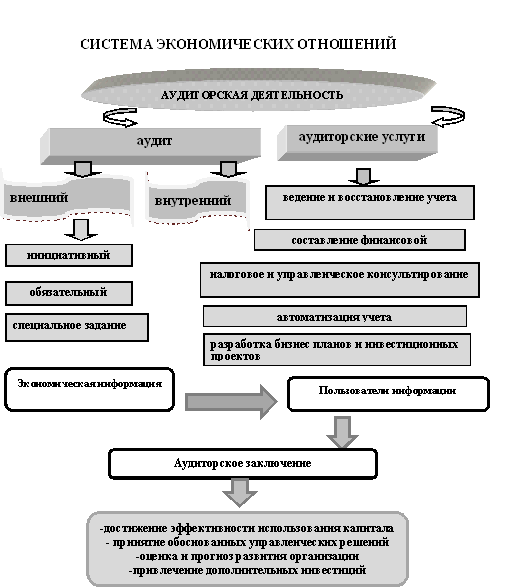 СИСТЕМА ЭКОНОМИЧЕСКИХ ОТНОШЕНИЙ
АУДИТОРСКАЯ ДЕЯТЕЛЬНОСТЬ
аудит
аудиторские услуги
внешний
внутренний
ведение и восстановление учета
составление финансовой
инициативный
налоговое и управленческое консультирование
обязательный
автоматизация учета
специальное задание
разработка бизнес планов и инвестиционных
проектов
Экономическая информация
Пользователи информации
Аудиторское заключение
-достижение эффективности использования капитала
- принятие обоснованных управленческих решений
-оценка и прогноз развития организации
-привлечение дополнительных инвестиций